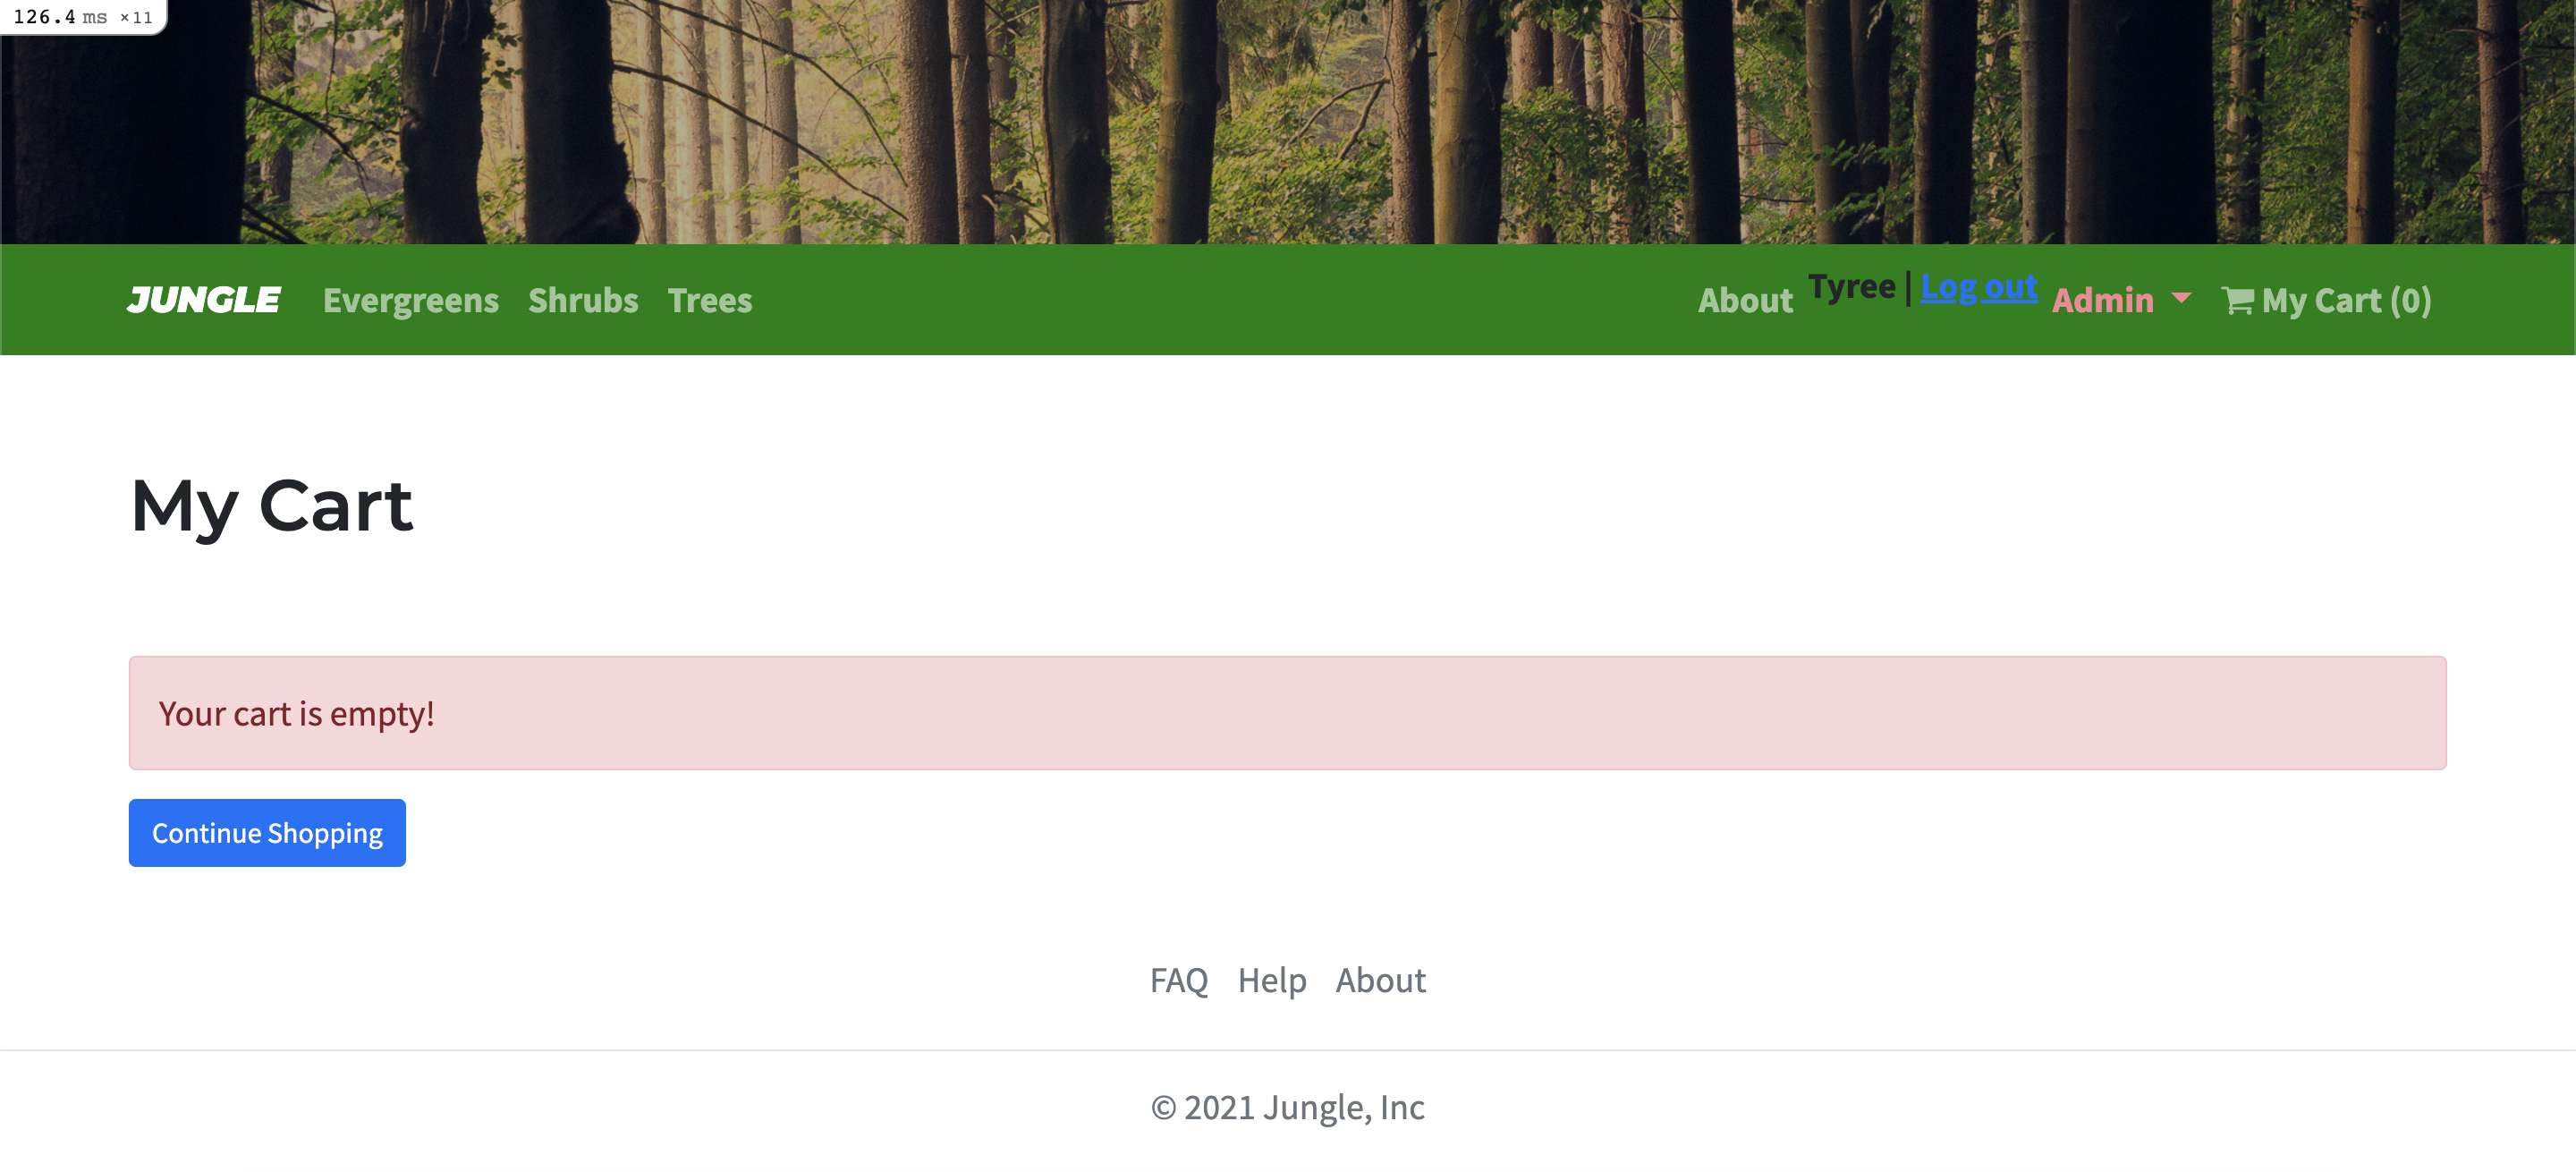 126.4 ms ×11
JUNGLE Evergreens Shrubs Trees About Tyree | Log out Admin My Cart (0)
My Cart
Your cart is empty!
Continue Shopping
FAQ Help About
© 2021 Jungle, Inc